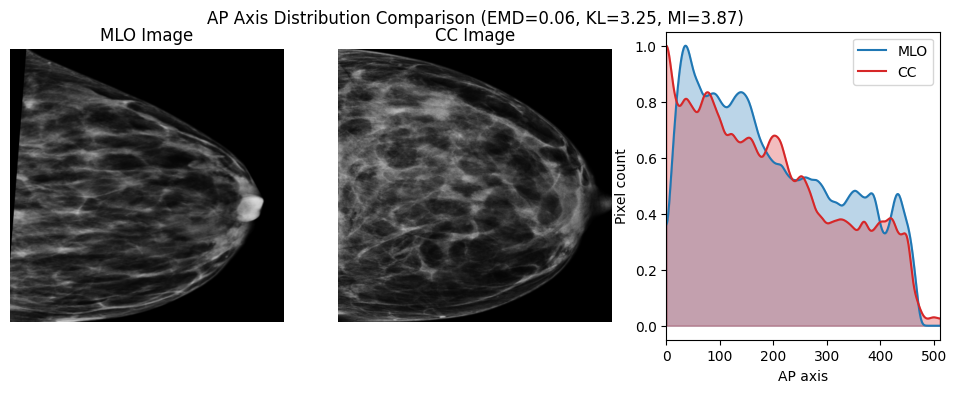 AP Axis Distribution Comparison (EMD=0.06, KL=3.25, MI=3.87)
MLO Image
CC Image
MLO
CC
Pixel count
1.0
0.8
0.6
0.4
0.2
0.0
0 100 200 300 400 500
AP axis